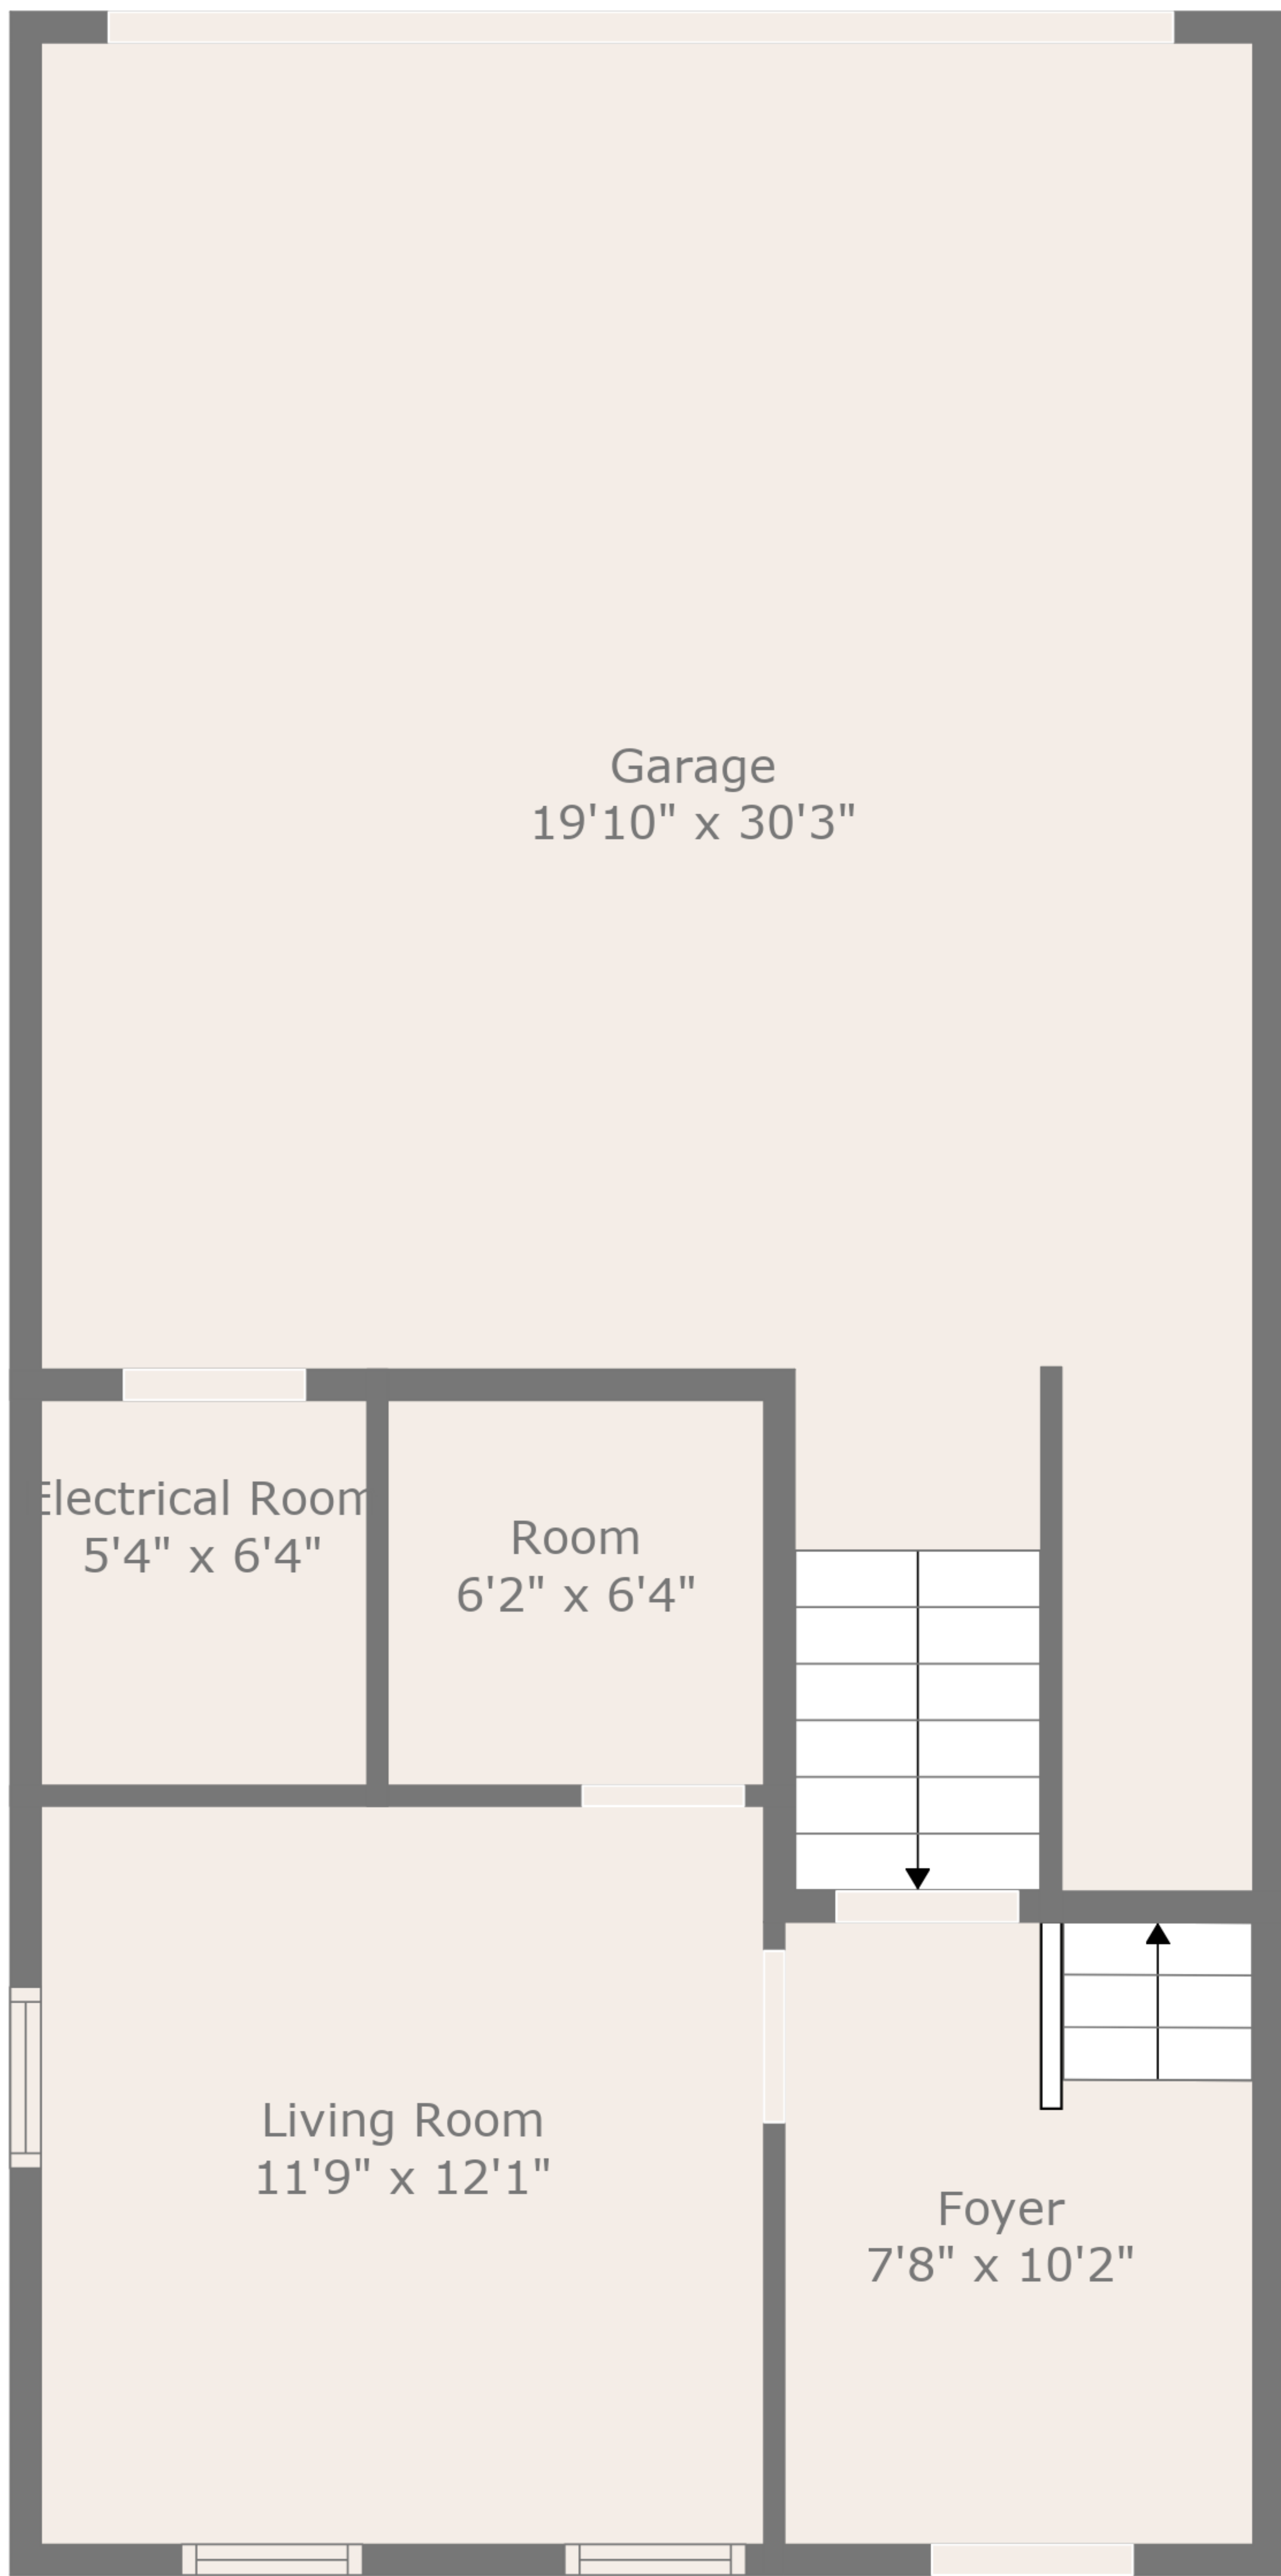 Garage
19'10" x 30'3"
Electrical Room
5'4" x 6'4"
Room
6'2" x 6'4"
Living Room
11'9" x 12'1"
Foyer
7'8" x 10'2"